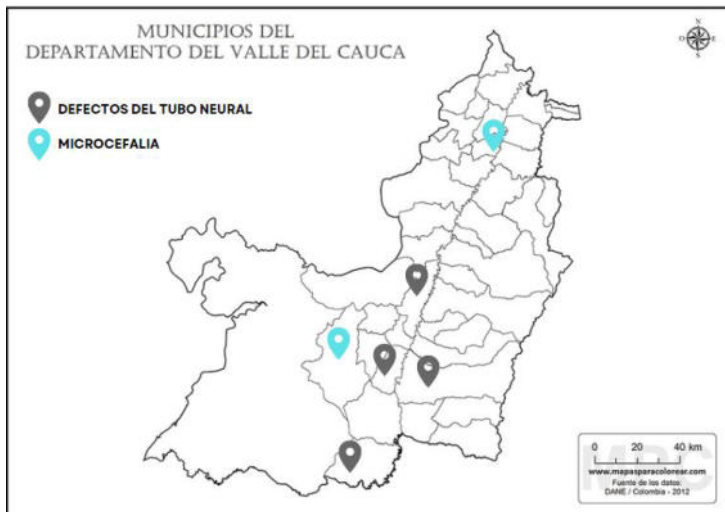 MUNICIPIOS DEL
DEPARTAMENTO DEL VALLE DEL CAUCA
DEFECTOS DEL TUBO NEURAL
MICROCEFALIA
N
O E
S
0 20 40 km
MPC
www.mapasparacolorear.com
Fuente de los datos:
DANE / Colombia - 2012